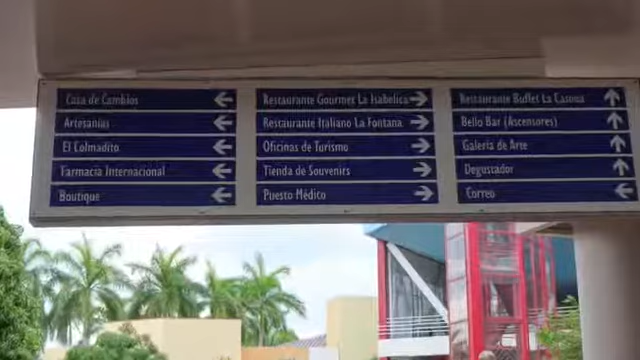 Casa de Cambios
Artesanías
El Colmadito
Farmacia Internacional
Boutique
Restaurante Gourmet La Isabelica
Restaurante Italiano La Fontana
Oficinas de Turismo
Tienda de Souvenirs
Puesto Médico
Restaurante Buffet La Casona
Bello Bar (Ascensores)
Galería de Arte
Degustador
Correo